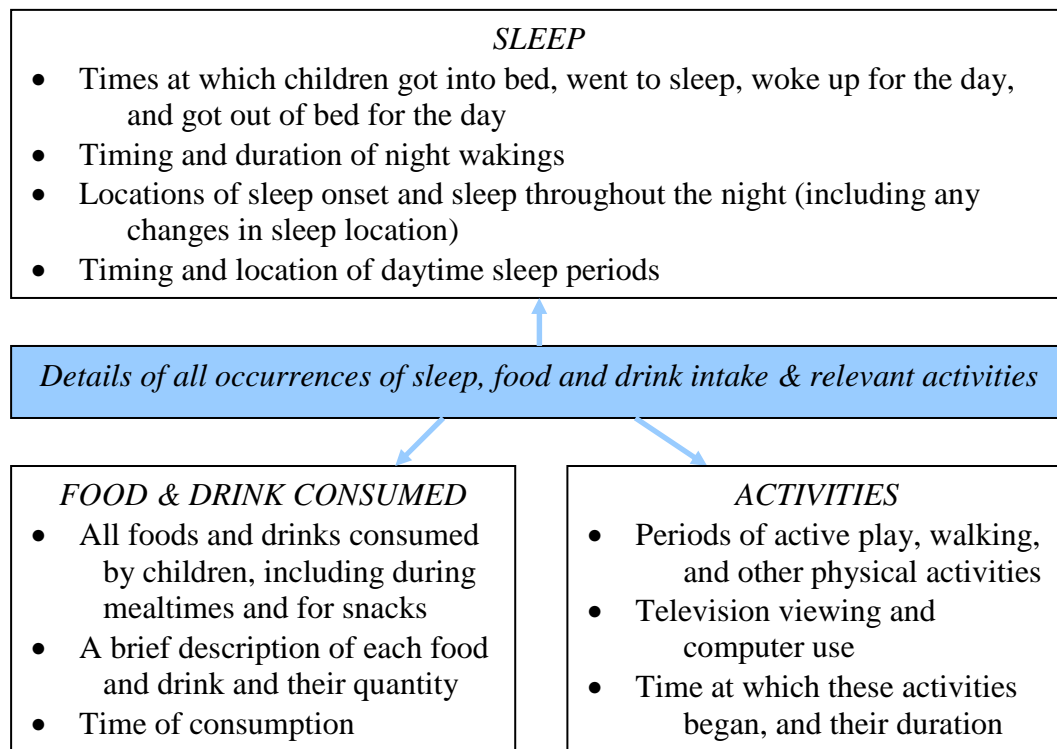 SLEEP
• Times at which children got into bed, went to sleep, woke up for the day,
and got out of bed for the day
• Timing and duration of night wakings
• Locations of sleep onset and sleep throughout the night (including any
changes in sleep location)
• Timing and location of daytime sleep periods
Details of all occurrences of sleep, food and drink intake & relevant activities
FOOD & DRINK CONSUMED
• All foods and drinks consumed
by children, including during
mealtimes and for snacks
• A brief description of each food
and drink and their quantity
• Time of consumption
ACTIVITIES
• Periods of active play, walking,
and other physical activities
• Television viewing and
computer use
• Time at which these activities
began, and their duration